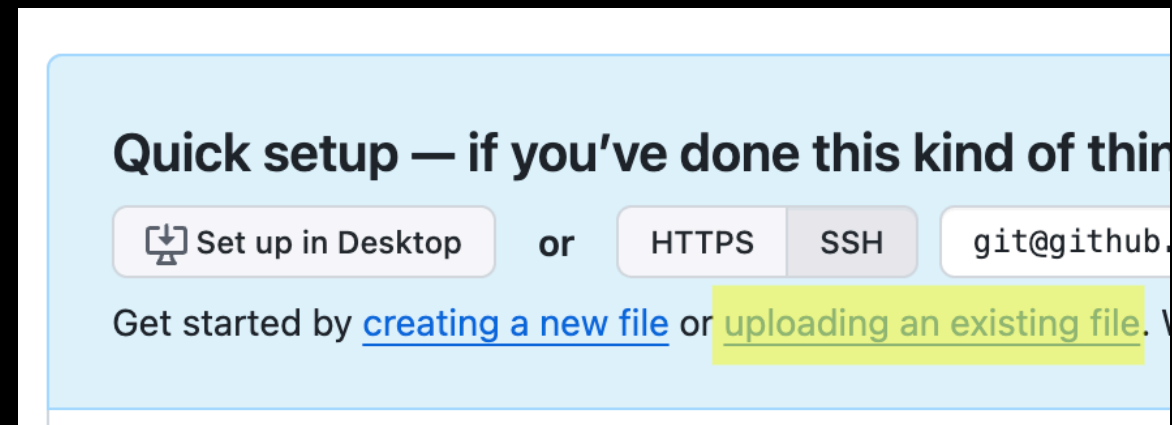 Quick setup — if you’ve done this kind of thin
Set up in Desktop or HTTPS SSH git@github.
Get started by creating a new file or uploading an existing file.